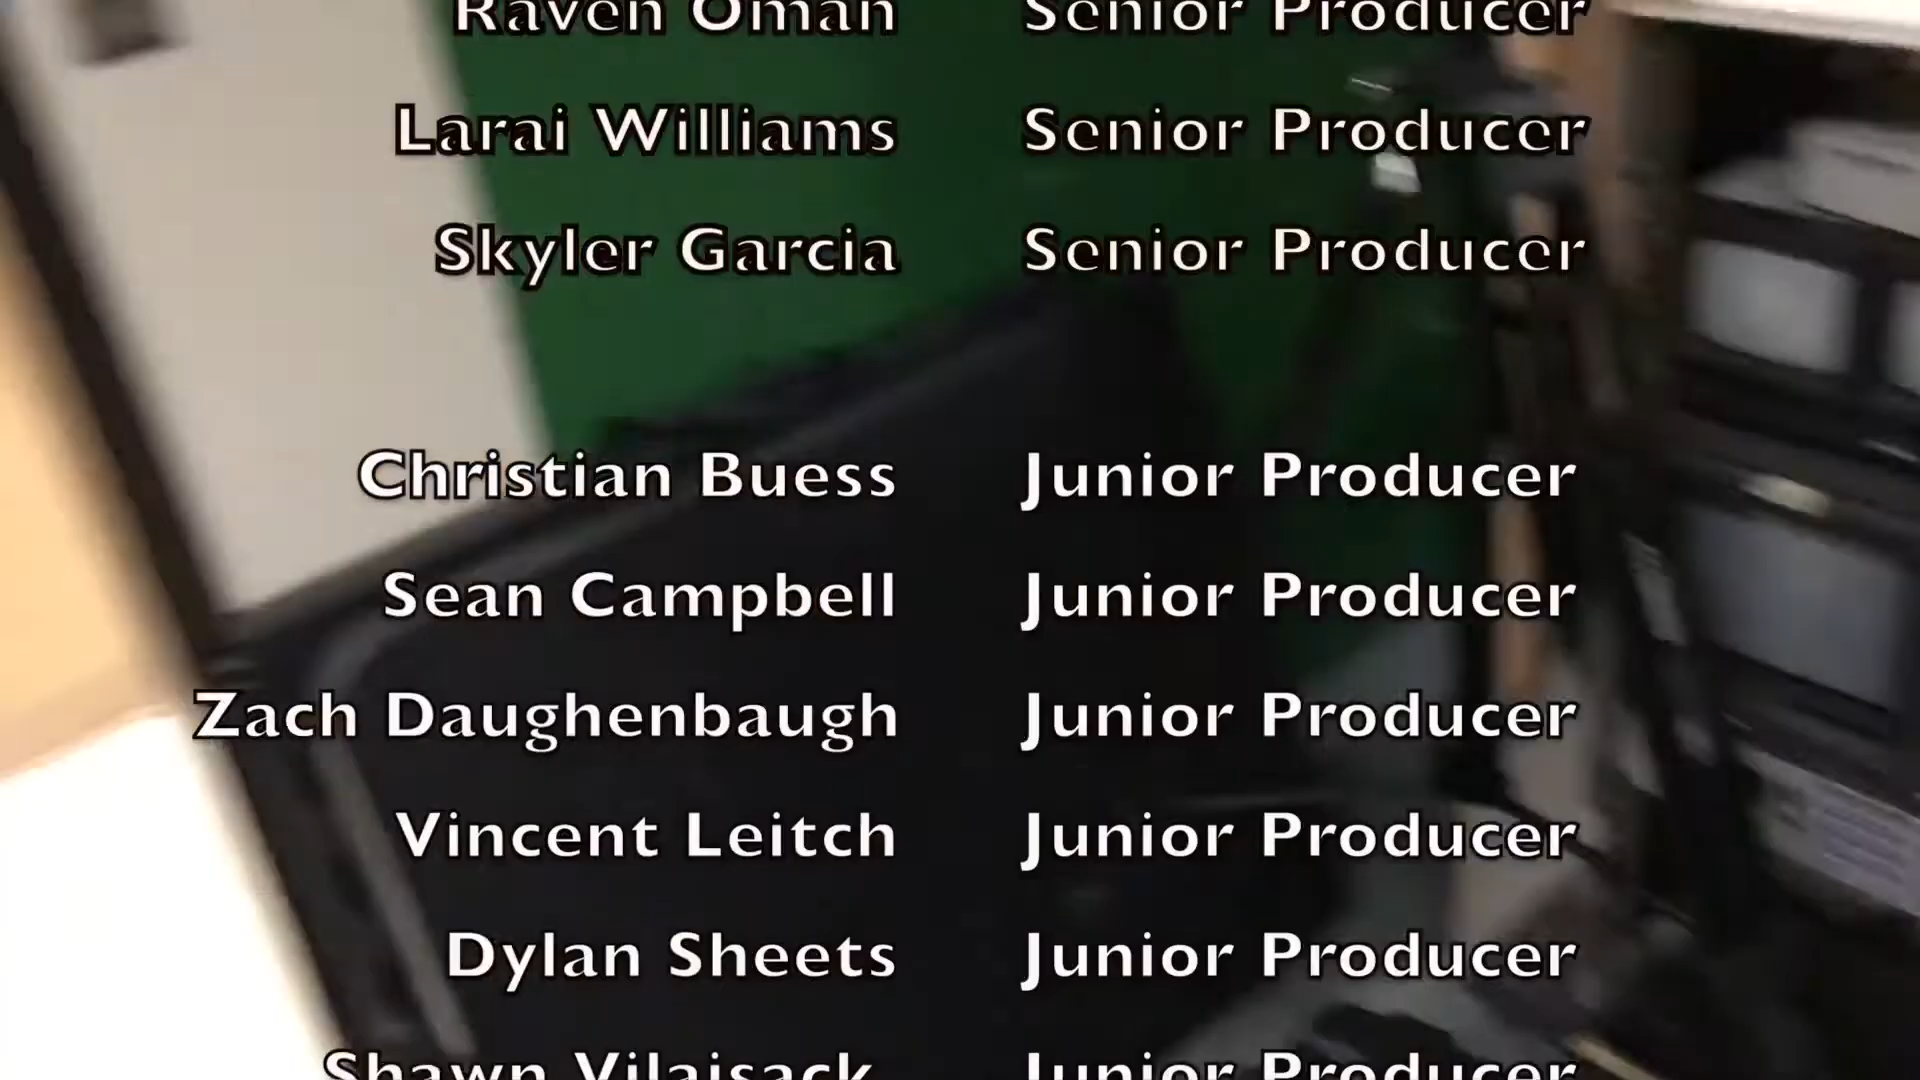 Raven Oman Senior Producer
Larai Williams Senior Producer
Skyler Garcia Senior Producer
Christian Buess Junior Producer
Sean Campbell Junior Producer
Zach Daughenbaugh Junior Producer
Vincent Leitch Junior Producer
Dylan Sheets Junior Producer
Shawn Vilaisack Junior Producer